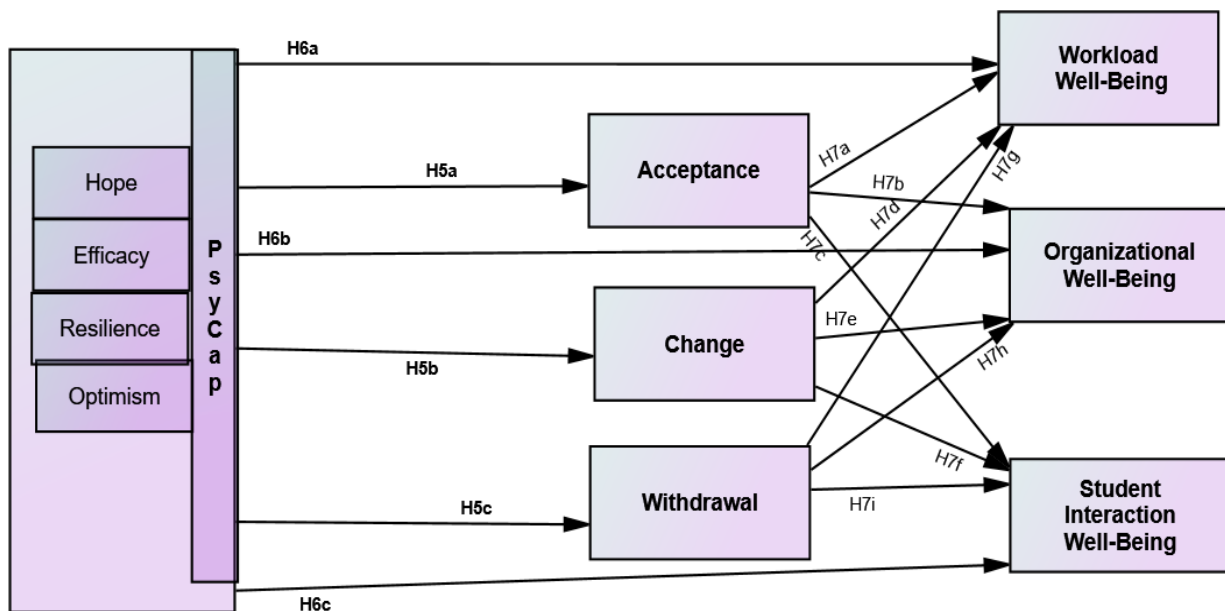 H6a
Workload
Well-Being
Hope
Efficacy
Resilience
Optimism
P
s
y
C
a
p
H5a
Acceptance
H7a
H7b
H7c
H7d
H7g
H6b
Organizational
Well-Being
H5b
Change
H7e
H7h
H7f
H5c
Withdrawal
H7i
Student
Interaction
Well-Being
H6c